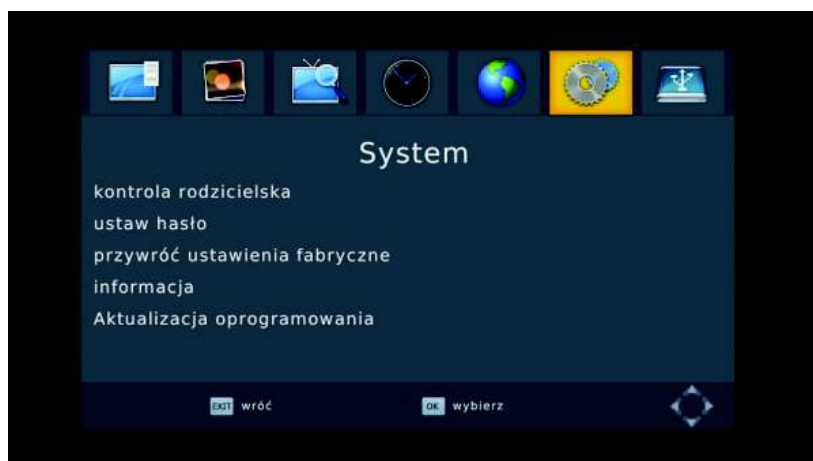 System
kontrola rodzicielska
ustaw hasło
przywróć ustawienia fabryczne
informacja
Aktualizacja oprogramowania
EXIT wróć OK wybierz